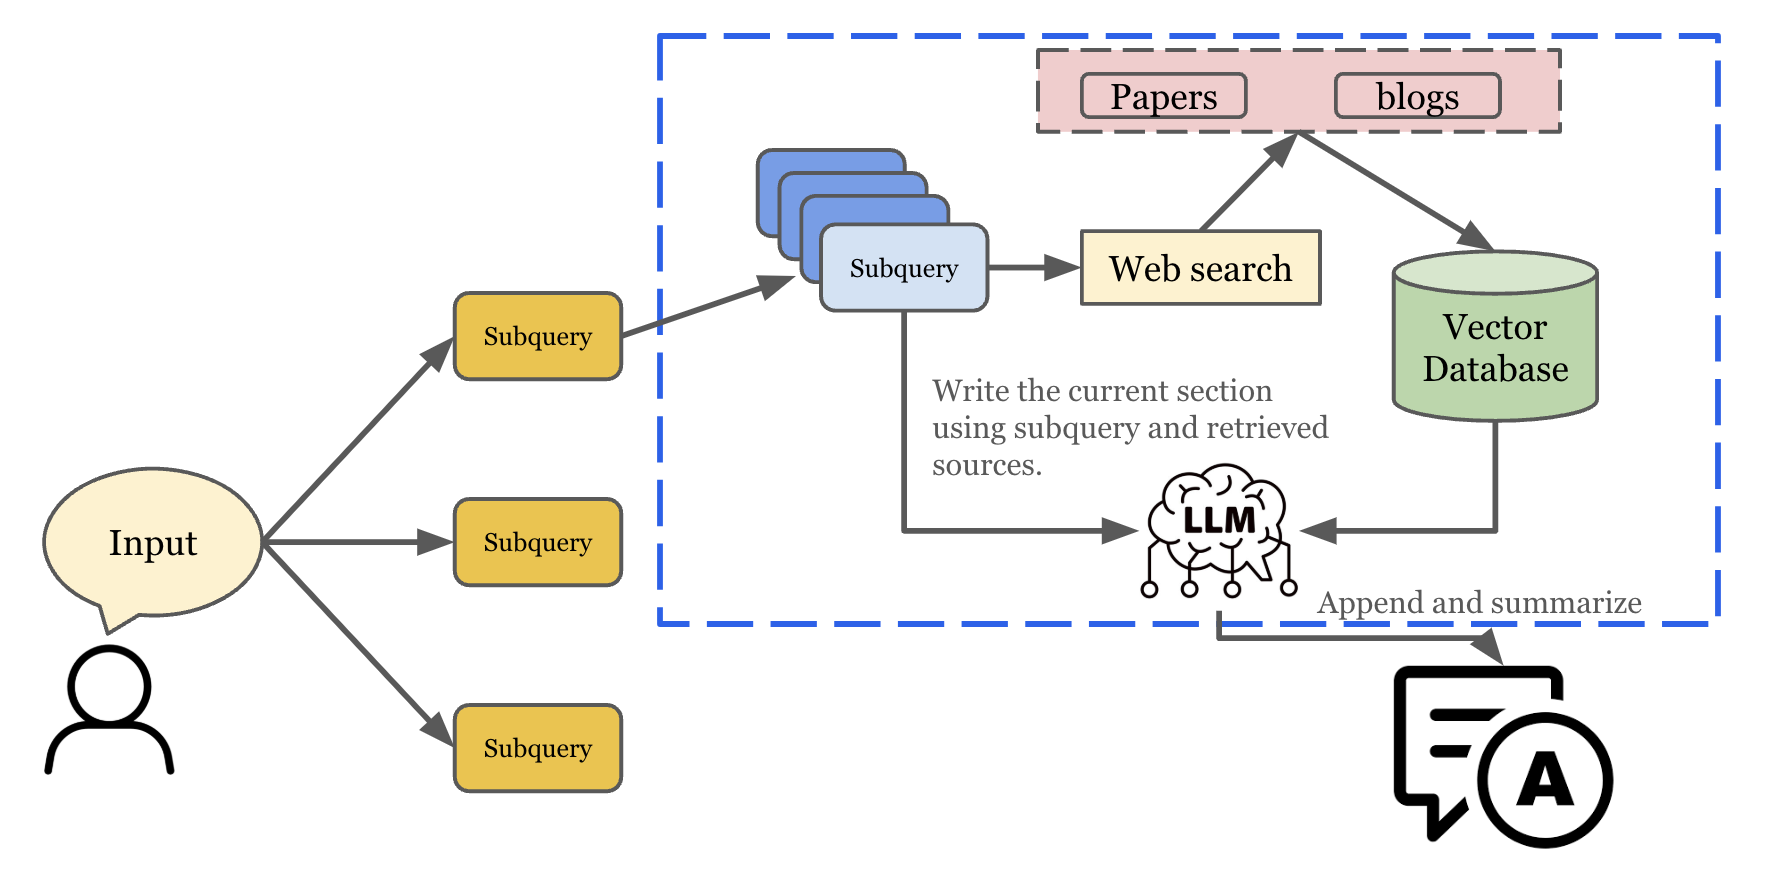 Papers
blogs
Subquery
Web search
Vector
Database
Subquery
Write the current section
using subquery and retrieved
sources.
LLM
Input
Subquery
Append and summarize
Subquery
A